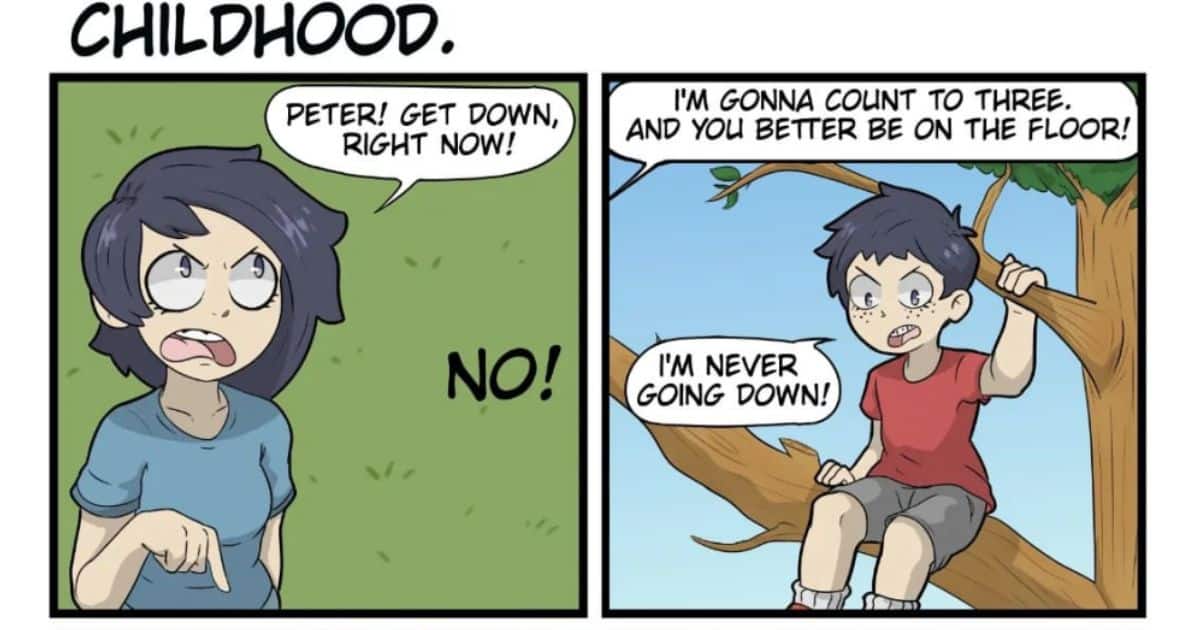 CHILDHOOD.
PETER! GET DOWN,
RIGHT NOW!
NO!
I'M GONNA COUNT TO THREE.
AND YOU BETTER BE ON THE FLOOR!
I'M NEVER
GOING DOWN!